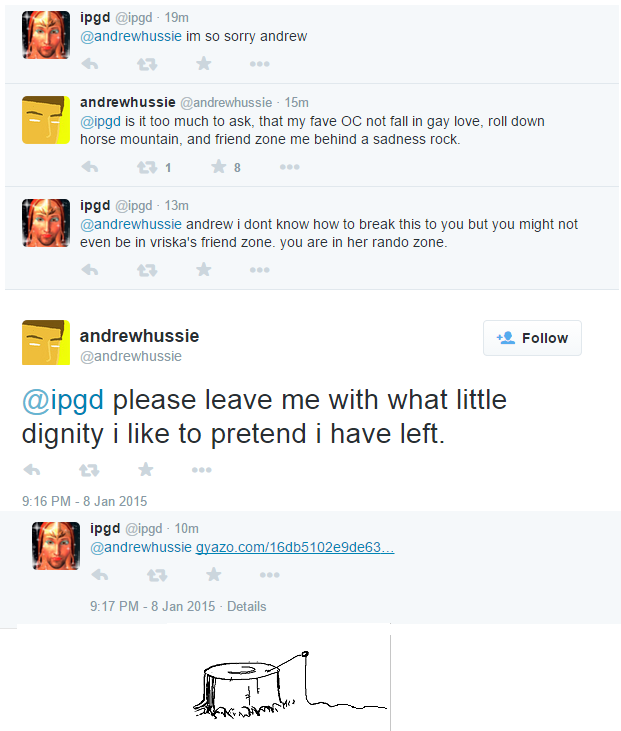 ipgd @ipgd · 19m
@andrewhussie im so sorry andrew
andrewhussie @andrewhussie · 15m
@ipgd is it too much to ask, that my fave OC not fall in gay love, roll down
horse mountain, and friend zone me behind a sadness rock.
1 8
ipgd @ipgd · 13m
@andrewhussie andrew i dont know how to break this to you but you might not
even be in vriska's friend zone. you are in her rando zone.
andrewhussie
@andrewhussie
Follow
@ipgd please leave me with what little
dignity i like to pretend i have left.
9:16 PM - 8 Jan 2015
ipgd @ipgd · 10m
@andrewhussie gyazo.com/16db5102e9de63...
9:17 PM - 8 Jan 2015 · Details